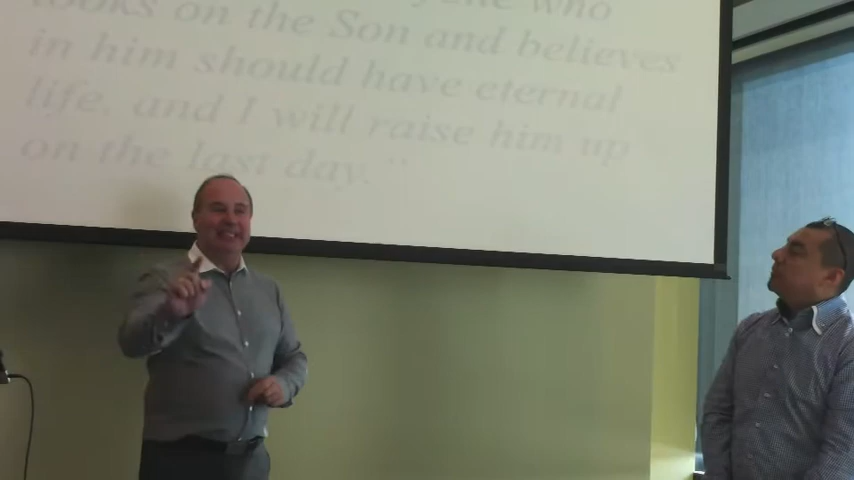 looks on the Son and believes
in him should have eternal
life, and I will raise him up
on the last day."